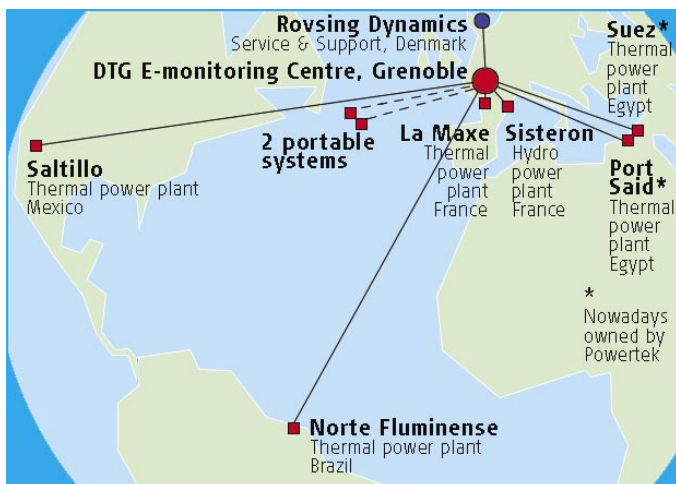 Rovsing Dynamics
Service & Support, Denmark
DTG E-monitoring Centre, Grenoble
Suez*
Thermal
power
plant
Egypt
2 portable
systems
La Maxe
Thermal
power
plant
France
Sisteron
Hydro
power
plant
France
Port
Said*
Thermal
power
plant
Egypt
Saltillo
Thermal power plant
Mexico
*
Nowadays
owned by
Powertek
Norte Fluminense
Thermal power plant
Brazil